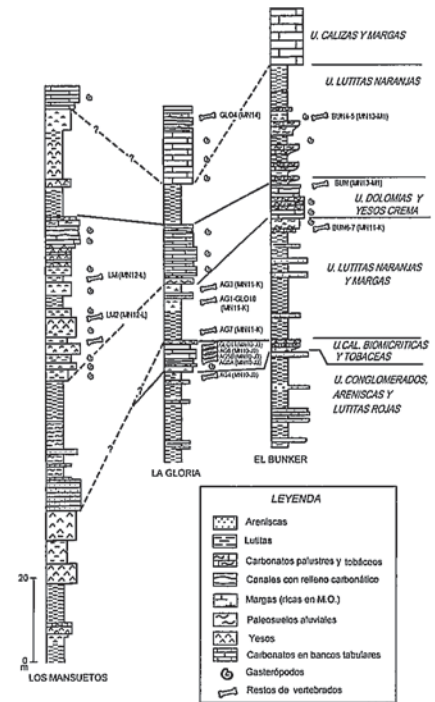 U. CALIZAS Y MARGAS
U. LUTITAS NARANJAS
GLO4 (MN14)
BUN4-5 (MN13-M1)
?
?
BUN (MN13-M1)
U. DOLOMIAS Y
YESOS CREMA
BUN6-7 (MN11-K)
LM (MN12-L)
AG3 (MN11-K)
AG1-GLO10
(MN11-K)
U. LUTITAS NARANJAS
Y MARGAS
LM2 (MN12-L)
AG7 (MN11-K)
?
U.CAL. BIOMICRITICAS
Y TOBACEAS
AG4 (MN10-J3)
U. CONGLOMERADOS,
ARENISCAS Y
LUTITAS ROJAS
?
LA GLORIA
EL BUNKER
LEYENDA
Areniscas
Lutitas
Carbonatos palustres y tobáceos
Canales con relleno carbonático
Margas (ricas en M.O.)
Paleosuelos aluviales
Yesos
Carbonatos en bancos tabulares
Gasterópodos
Restos de vertebrados
20
0
m
LOS MANSUETOS